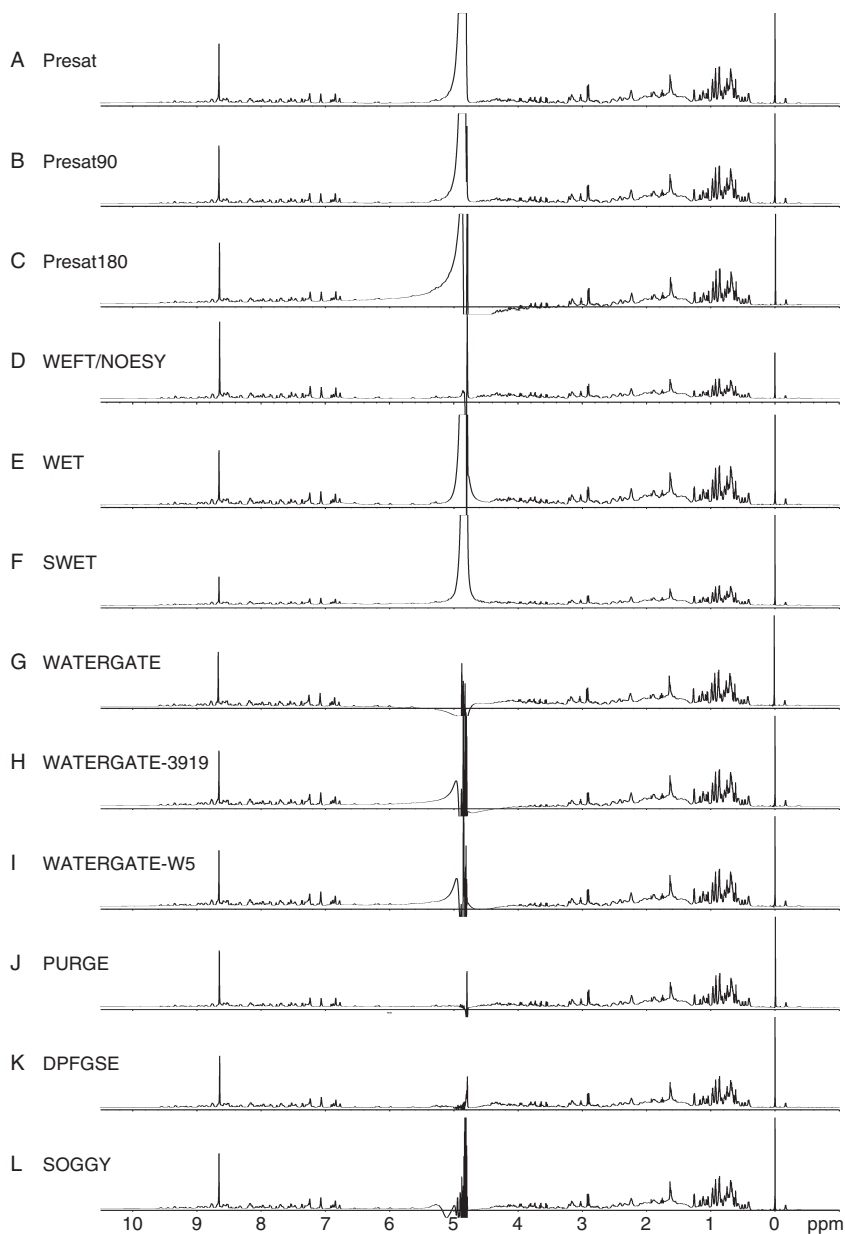 A Presat
B Presat90
C Presat180
D WEFT/NOESY
E WET
F SWET
G WATERGATE
H WATERGATE-3919
I WATERGATE-W5
J PURGE
K DPFGSE
L SOGGY
10 9 8 7 6 5 4 3 2 1 0 ppm